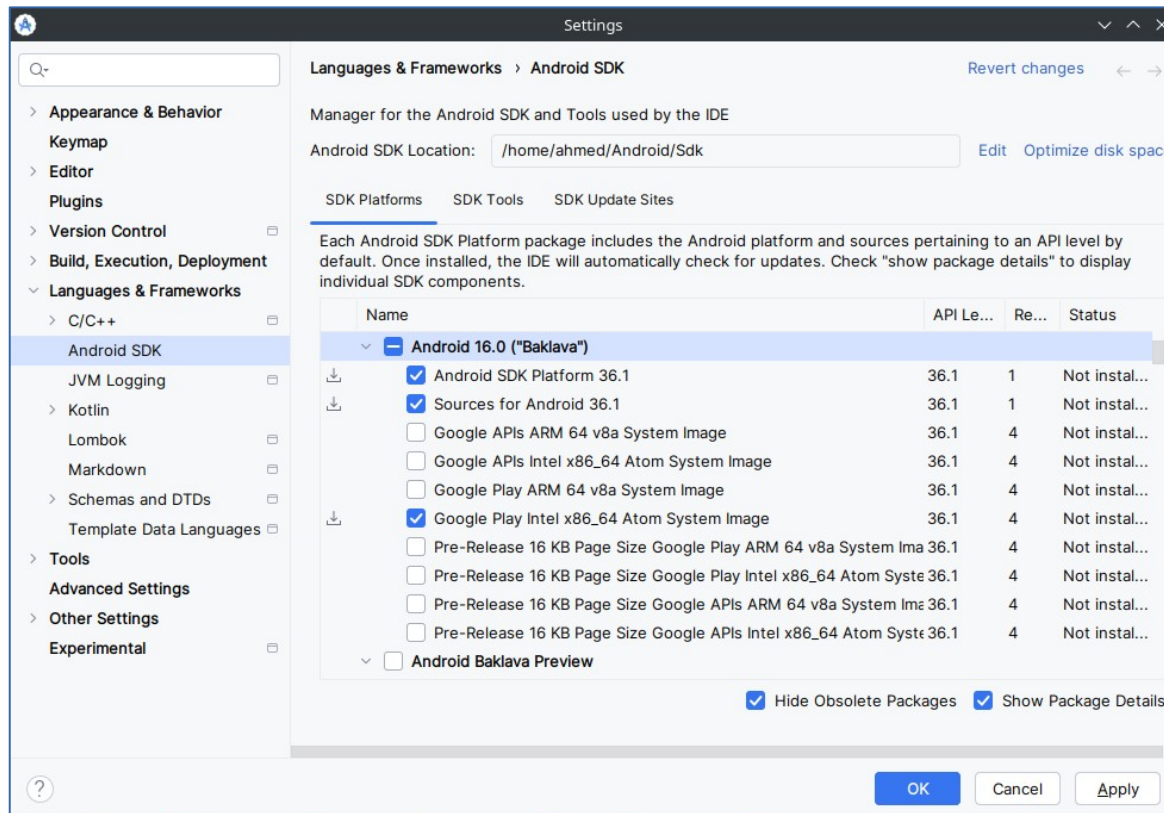 Settings
Languages & Frameworks › Android SDK
Revert changes
Appearance & Behavior
Keymap
Editor
Plugins
Version Control
Build, Execution, Deployment
Languages & Frameworks
C/C++
Android SDK
JVM Logging
Kotlin
Lombok
Markdown
Schemas and DTDs
Template Data Languages
Tools
Advanced Settings
Other Settings
Experimental
Manager for the Android SDK and Tools used by the IDE
Android SDK Location: /home/ahmed/Android/Sdk Edit Optimize disk spac
SDK Platforms SDK Tools SDK Update Sites
Each Android SDK Platform package includes the Android platform and sources pertaining to an API level by
default. Once installed, the IDE will automatically check for updates. Check "show package details" to display
individual SDK components.
Name API Le... Re... Status
Android 16.0 ("Baklava")
Android SDK Platform 36.1 36.1 1 Not instal...
Sources for Android 36.1 36.1 1 Not instal...
Google APIs ARM 64 v8a System Image 36.1 4 Not instal...
Google APIs Intel x86_64 Atom System Image 36.1 4 Not instal...
Google Play ARM 64 v8a System Image 36.1 4 Not instal...
Google Play Intel x86_64 Atom System Image 36.1 4 Not instal...
Pre-Release 16 KB Page Size Google Play ARM 64 v8a System Ima 36.1 4 Not instal...
Pre-Release 16 KB Page Size Google Play Intel x86_64 Atom Syste 36.1 4 Not instal...
Pre-Release 16 KB Page Size Google APIs ARM 64 v8a System Ima 36.1 4 Not instal...
Pre-Release 16 KB Page Size Google APIs Intel x86_64 Atom Syste 36.1 4 Not instal...
Android Baklava Preview
Hide Obsolete Packages Show Package Details
? OK Cancel Apply